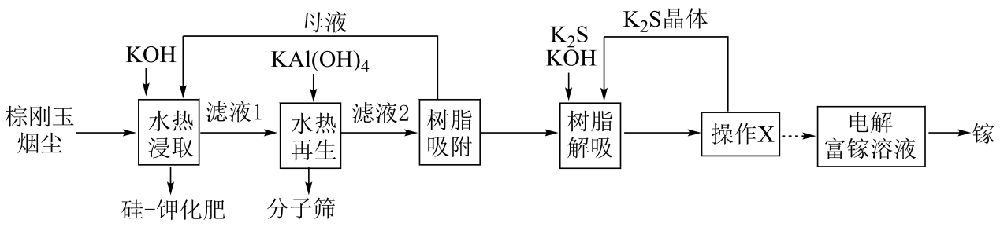 母液
K₂S晶体
KOH
KAl(OH)₄
K₂S
KOH
棕刚玉
烟尘
水热
浸取
滤液1
水热
再生
滤液2
树脂
吸附
树脂
解吸
操作X
电解
富镓溶液
镓
硅-钾化肥
分子筛